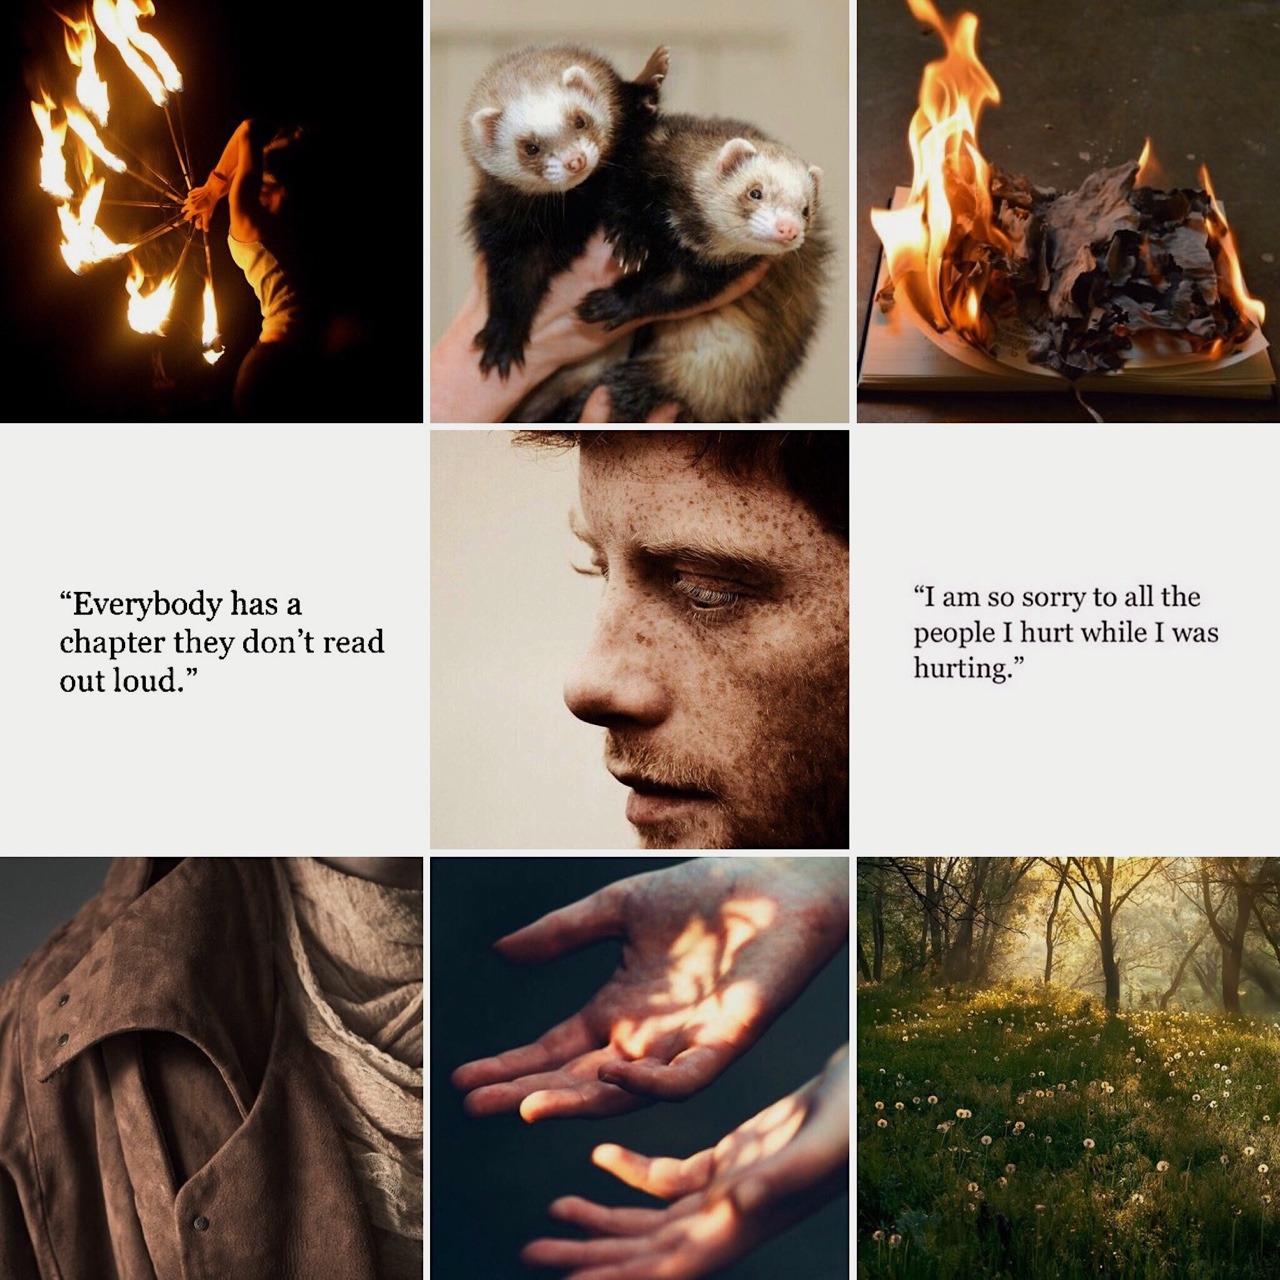 “Everybody has a
chapter they don’t read
out loud.”
“I am so sorry to all the
people I hurt while I was
hurting.”